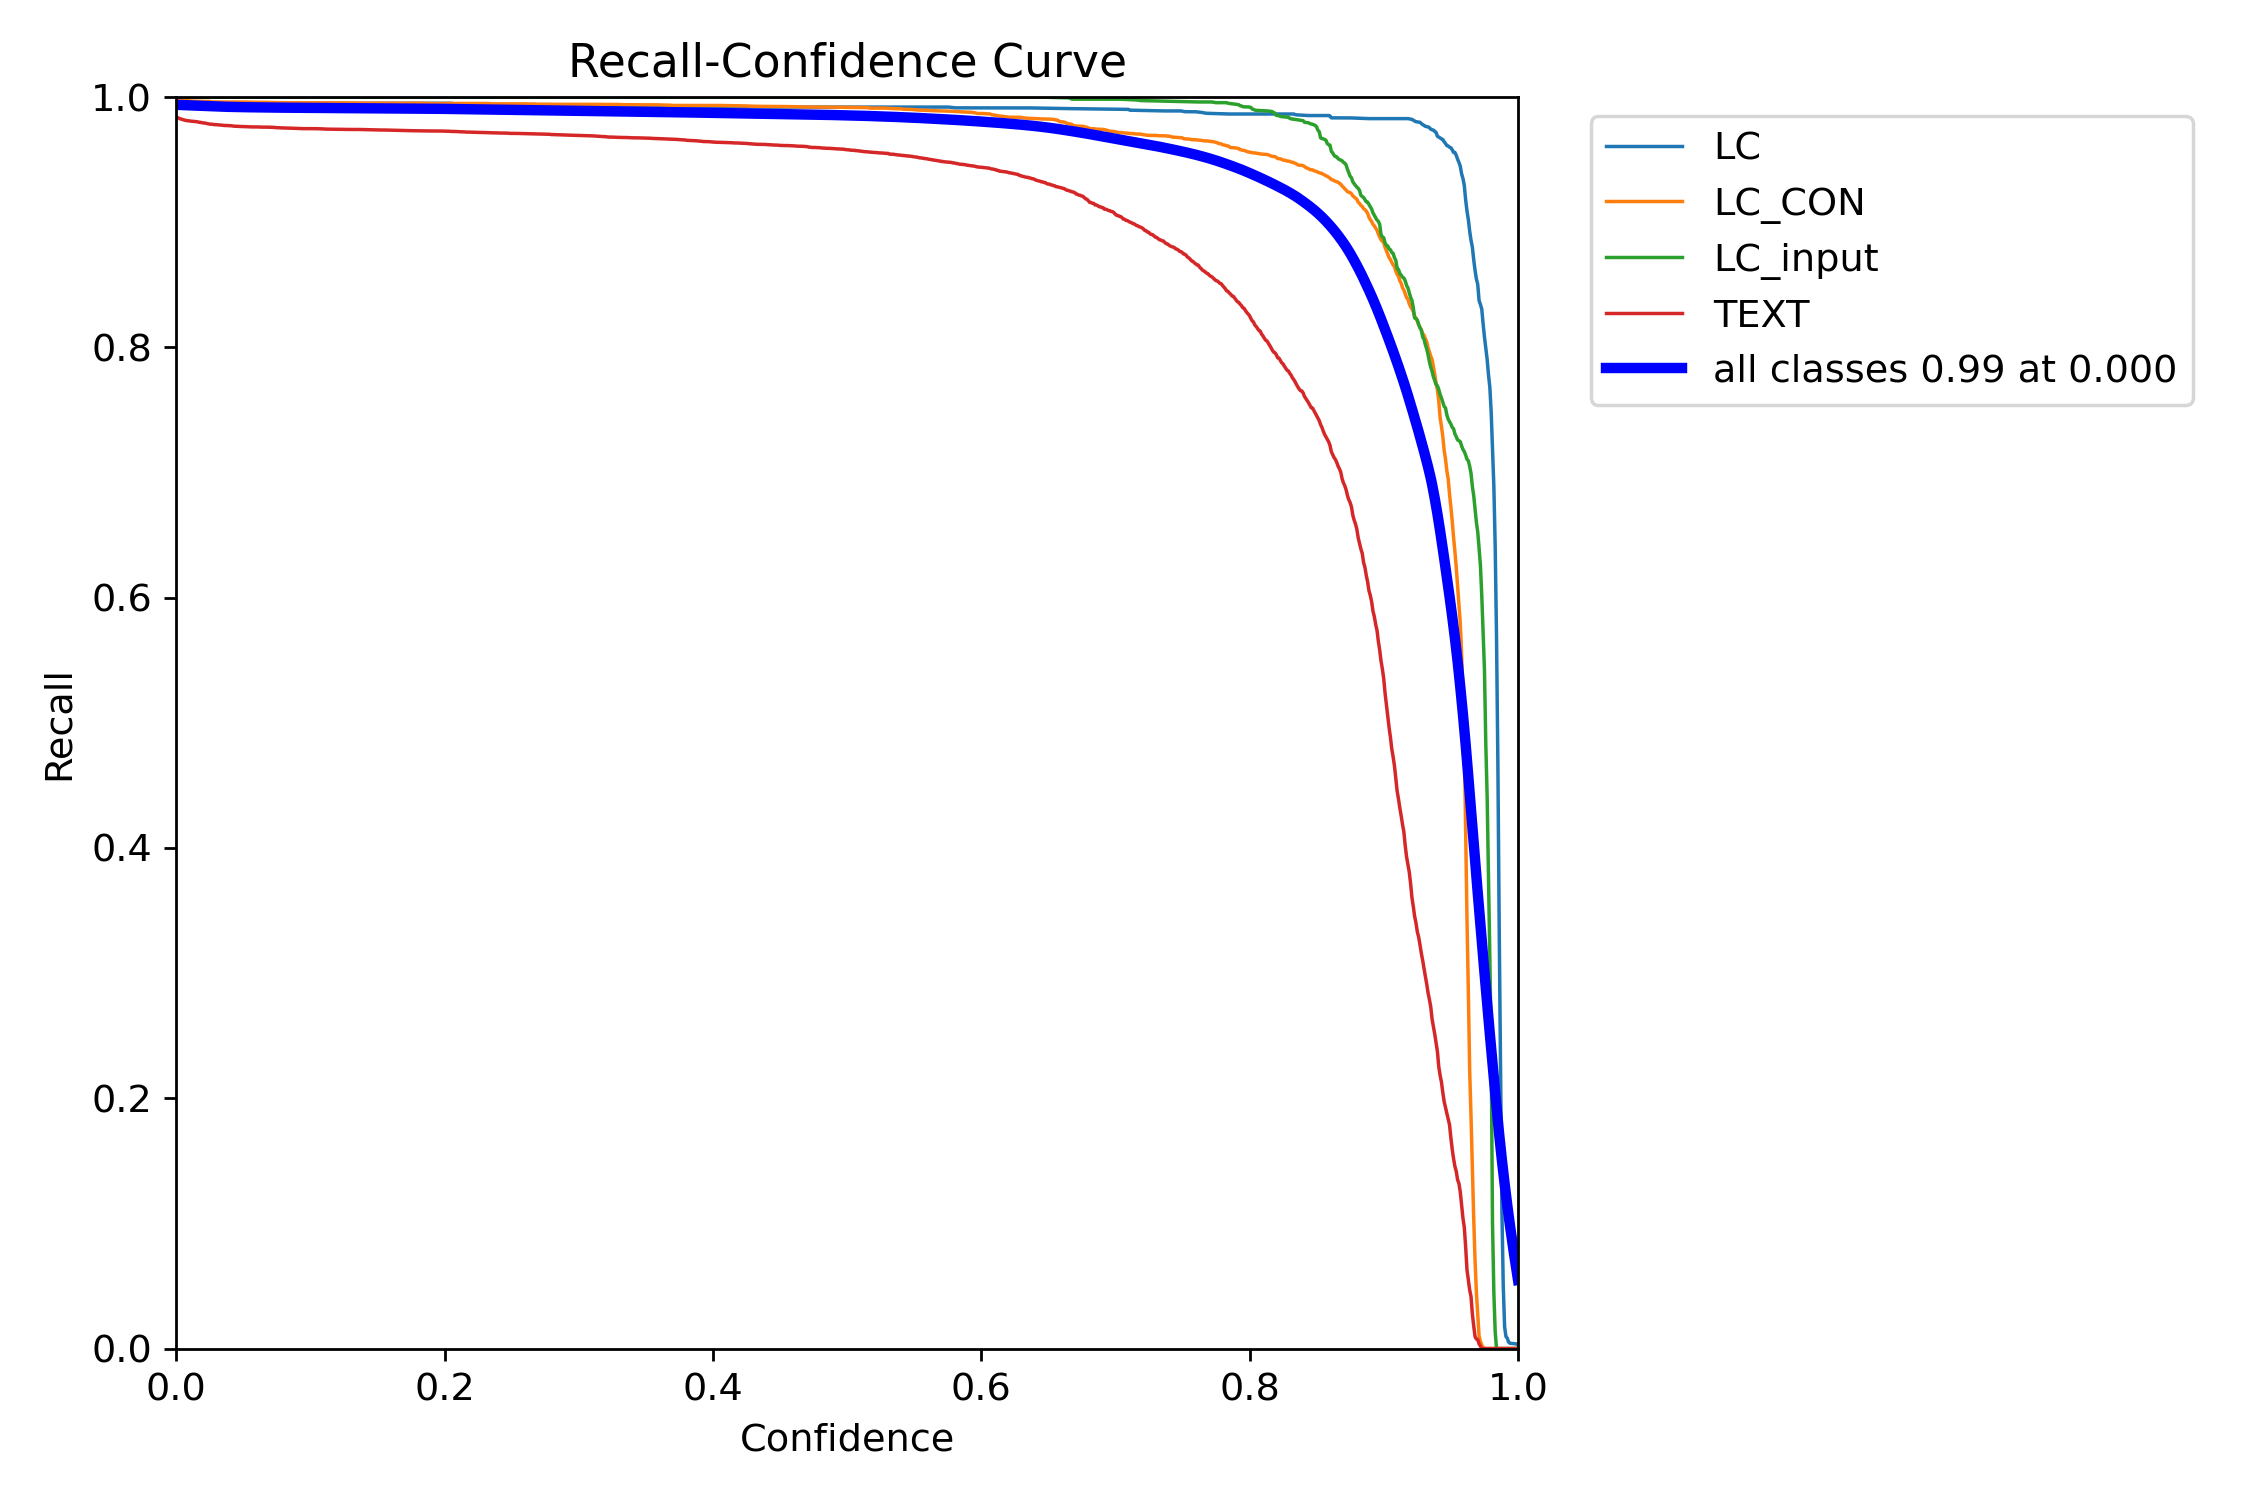 Recall-Confidence Curve
1.0
0.8
0.6
0.4
0.2
0.0
Recall
0.0 0.2 0.4 0.6 0.8 1.0
Confidence
LC
LC_CON
LC_input
TEXT
all classes 0.99 at 0.000